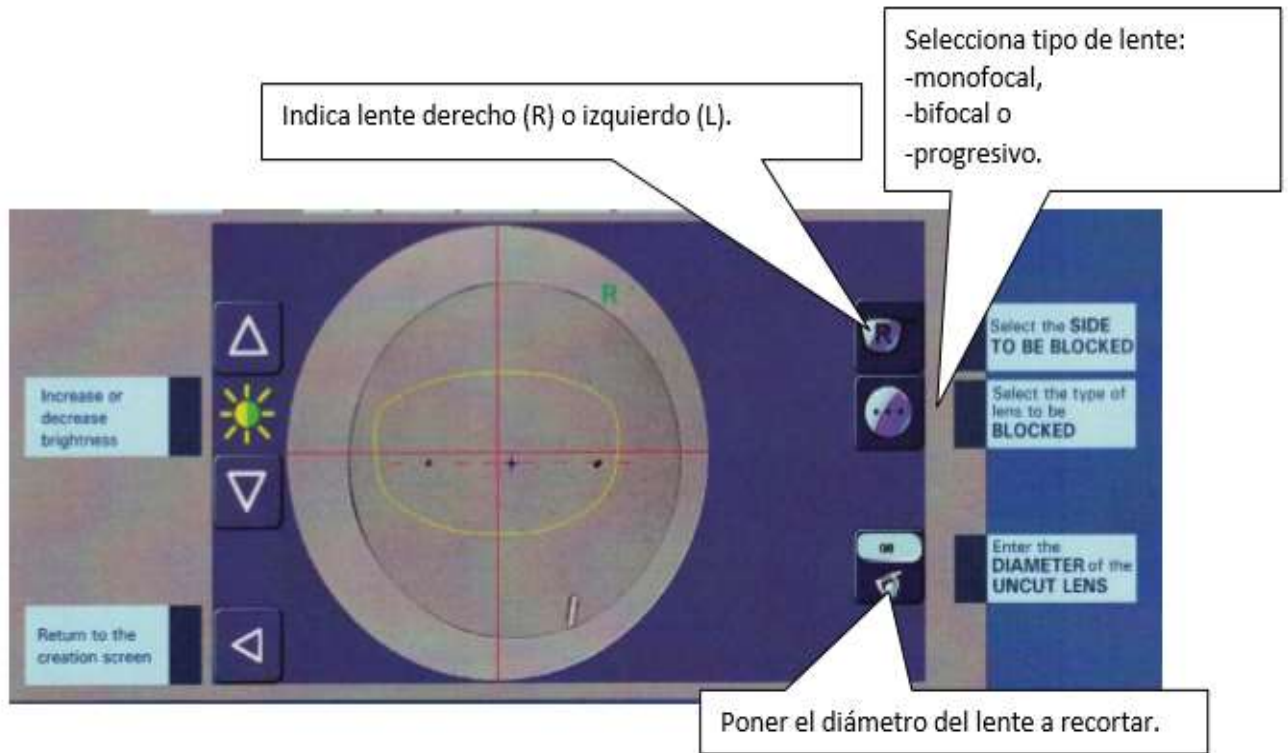 Selecciona tipo de lente:
-monofocal,
-bifocal o
-progresivo.
Indica lente derecho (R) o izquierdo (L).
R
R
Select the SIDE
TO BE BLOCKED
Increase or
decrease
brightness
Select the type of
lens to be
BLOCKED
Enter the
DIAMETER of the
UNCUT LENS
Return to the
creation screen
Poner el diámetro del lente a recortar.